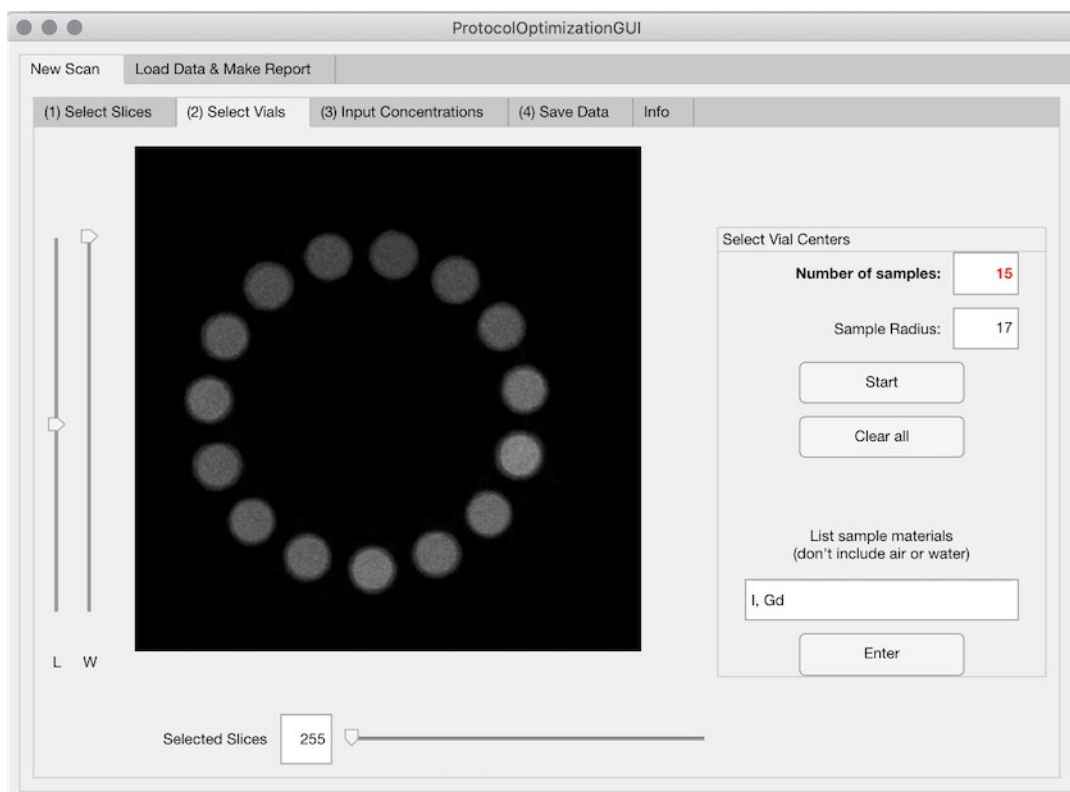 ProtocolOptimizationGUI
New Scan
Load Data & Make Report
(1) Select Slices
(2) Select Vials
(3) Input Concentrations
(4) Save Data
Info
Select Vial Centers
Number of samples: 15
Sample Radius: 17
Start
Clear all
List sample materials
(don't include air or water)
I, Gd
Enter
L W
Selected Slices 255